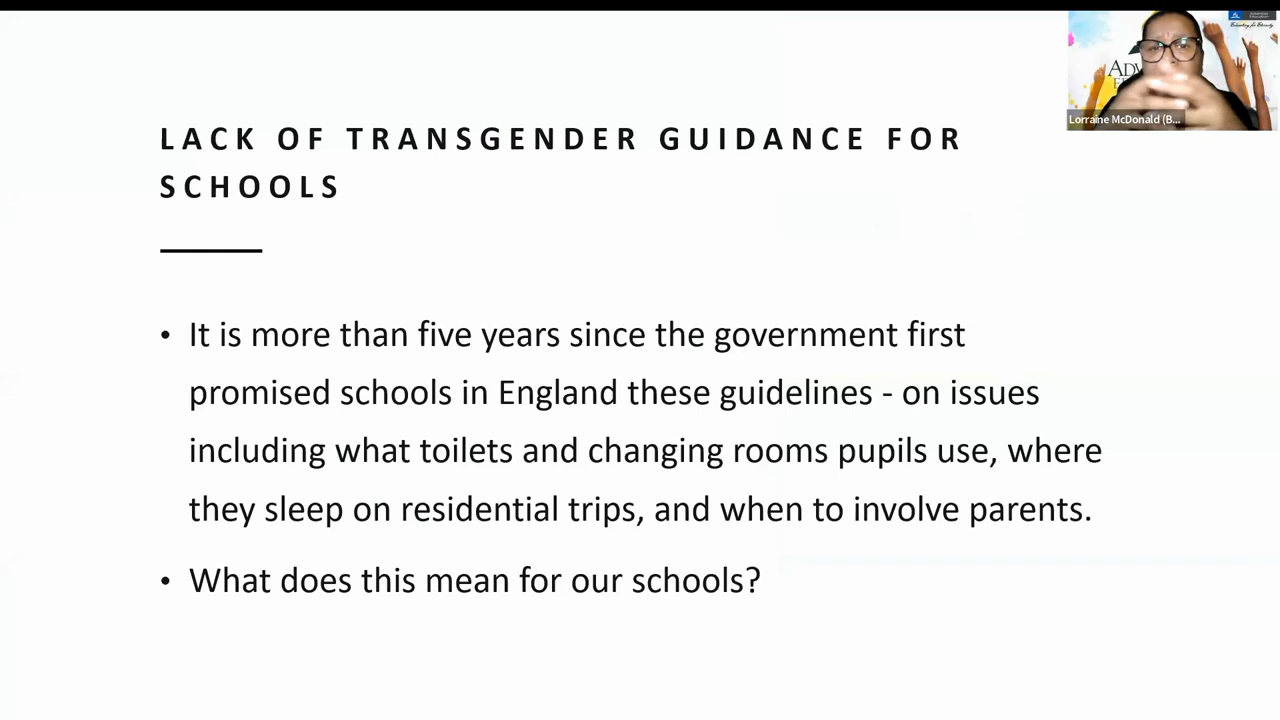 LACK OF TRANSGENDER GUIDANCE FOR
SCHOOLS
• It is more than five years since the government first
promised schools in England these guidelines - on issues
including what toilets and changing rooms pupils use, where
they sleep on residential trips, and when to involve parents.
• What does this mean for our schools?
Lorraine McDonald (B...